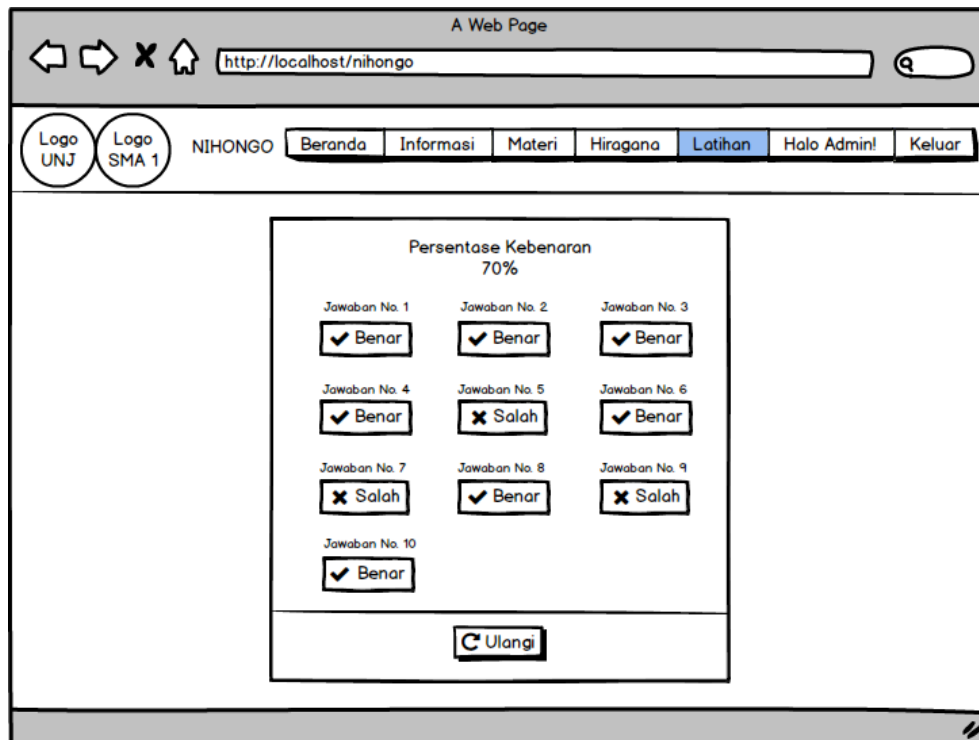 A Web Page
http://localhost/nihongo
Logo UNJ
Logo SMA 1
NIHONGO
Beranda Informasi Materi Hiragana Latihan Halo Admin! Keluar
Persentase Kebenaran
70%
Jawaban No. 1 Jawaban No. 2 Jawaban No. 3
Benar Benar Benar
Jawaban No. 4 Jawaban No. 5 Jawaban No. 6
Benar Salah Benar
Jawaban No. 7 Jawaban No. 8 Jawaban No. 9
Salah Benar Salah
Jawaban No. 10
Benar
Ulangi